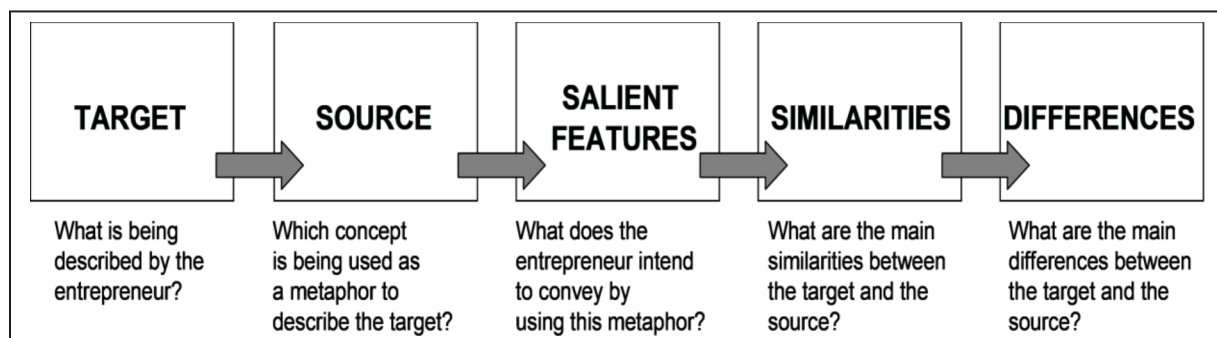 TARGET
SOURCE
SALIENT
FEATURES
SIMILARITIES
DIFFERENCES
What is being
described by the
entrepreneur?
Which concept
is being used as
a metaphor to
describe the target?
What does the
entrepreneur intend
to convey by
using this metaphor?
What are the main
similarities between
the target and the
source?
What are the main
differences between
the target and the
source?